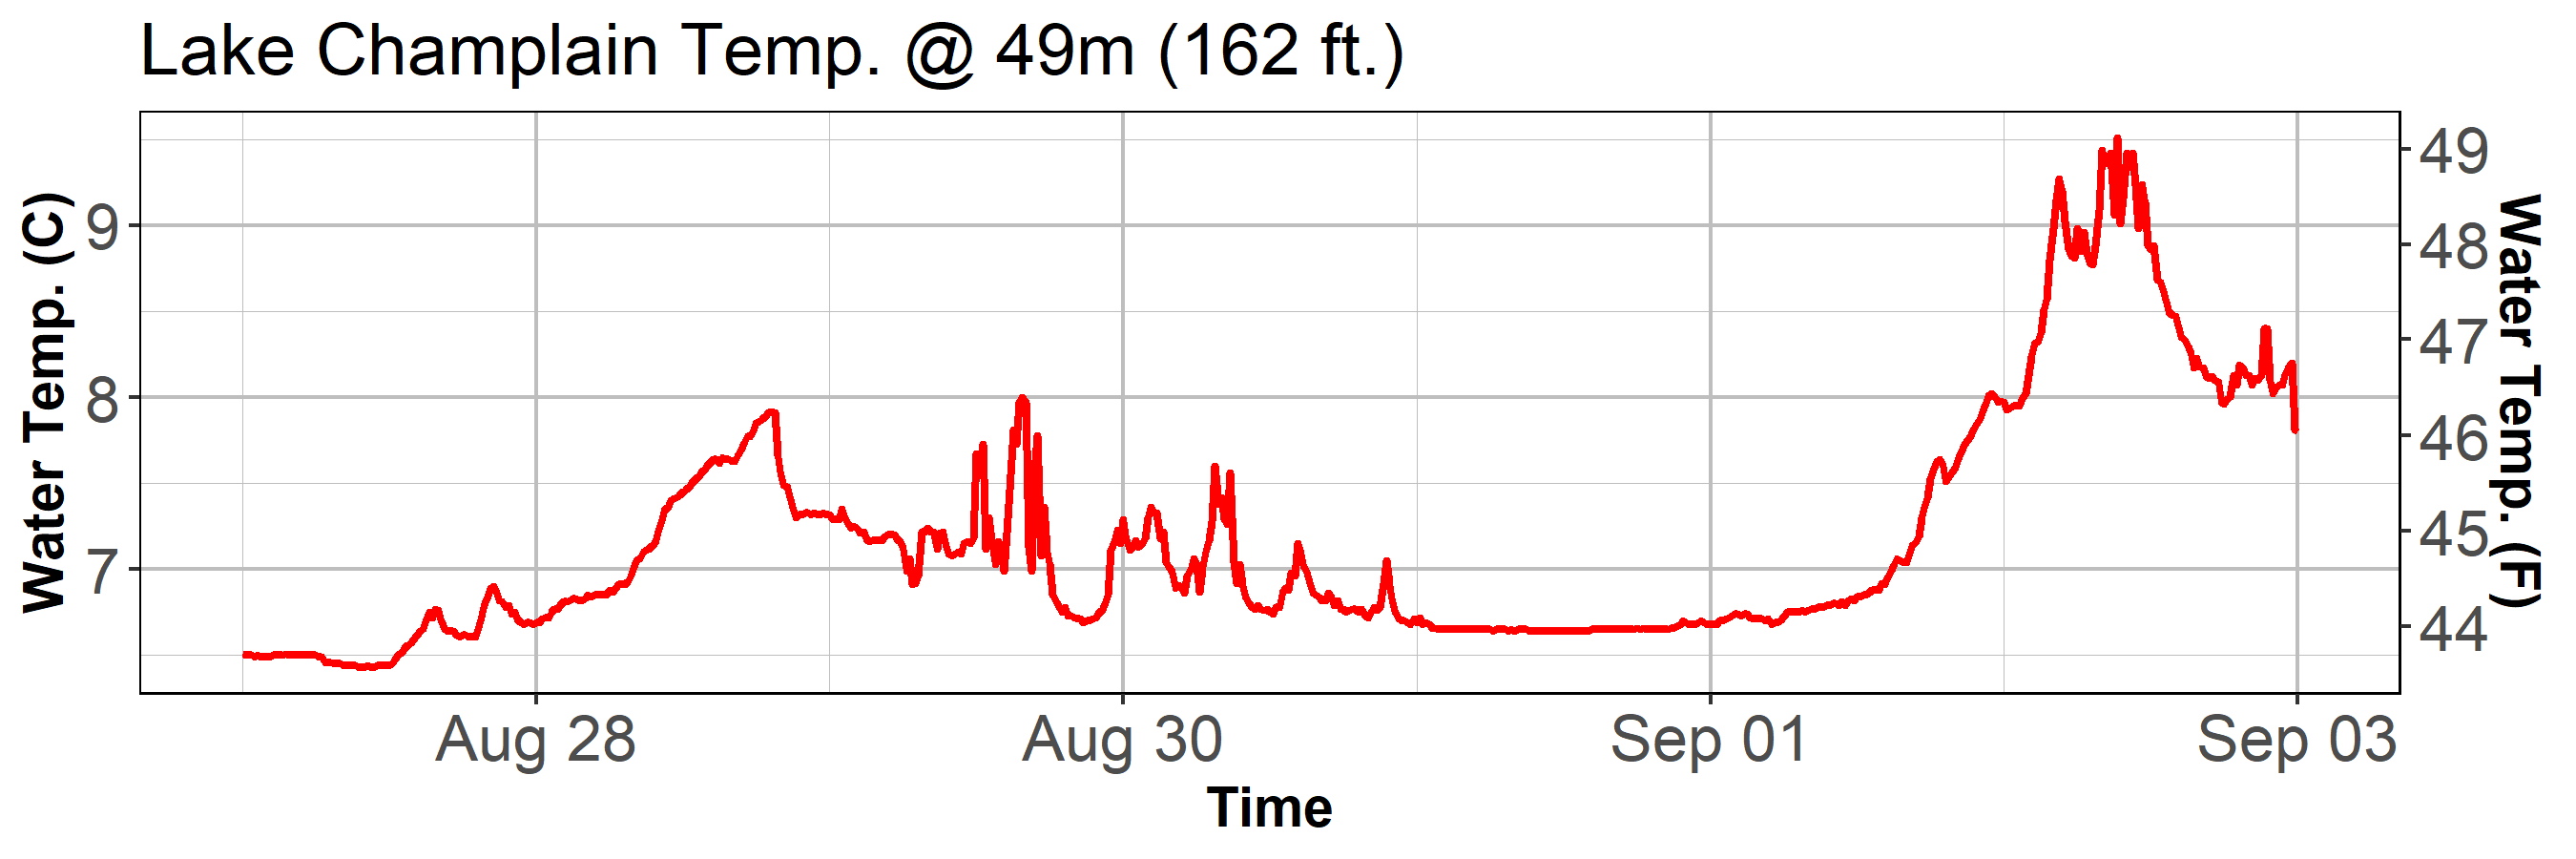 Lake Champlain Temp. @ 49m (162 ft.)
Water Temp. (C)
9
8
7
49
48
47
46
45
44
Water Temp. (F)
Aug 28 Aug 30 Sep 01 Sep 03
Time